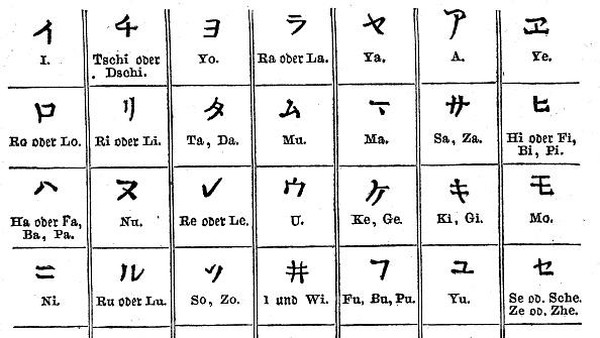 イ チ ヨ ラ ヤ ア ヱ
I. Tschi oder Yo. Ra oder La. Ya. A. Ye.
Dschi.
ロ リ タ ム マ サ ヒ
Ro oder Lo. Ri oder Li. Ta, Da. Mu. Ma. Sa, Za. Hi oder Fi,
Bi, Pi.
ハ ヌ レ ウ ケ キ モ
Ha oder Fa, Nu. Re oder Le. U. Ke, Ge. Ki, Gi. Mo.
Ba, Pa.
ニ ル ソ 井 フ ユ セ
Ni. Ru oder Lu. So, Zo. 1 und Wi. Fu, Bu, Pu. Yu. Se od. Sche.
Ze od. Zhe.